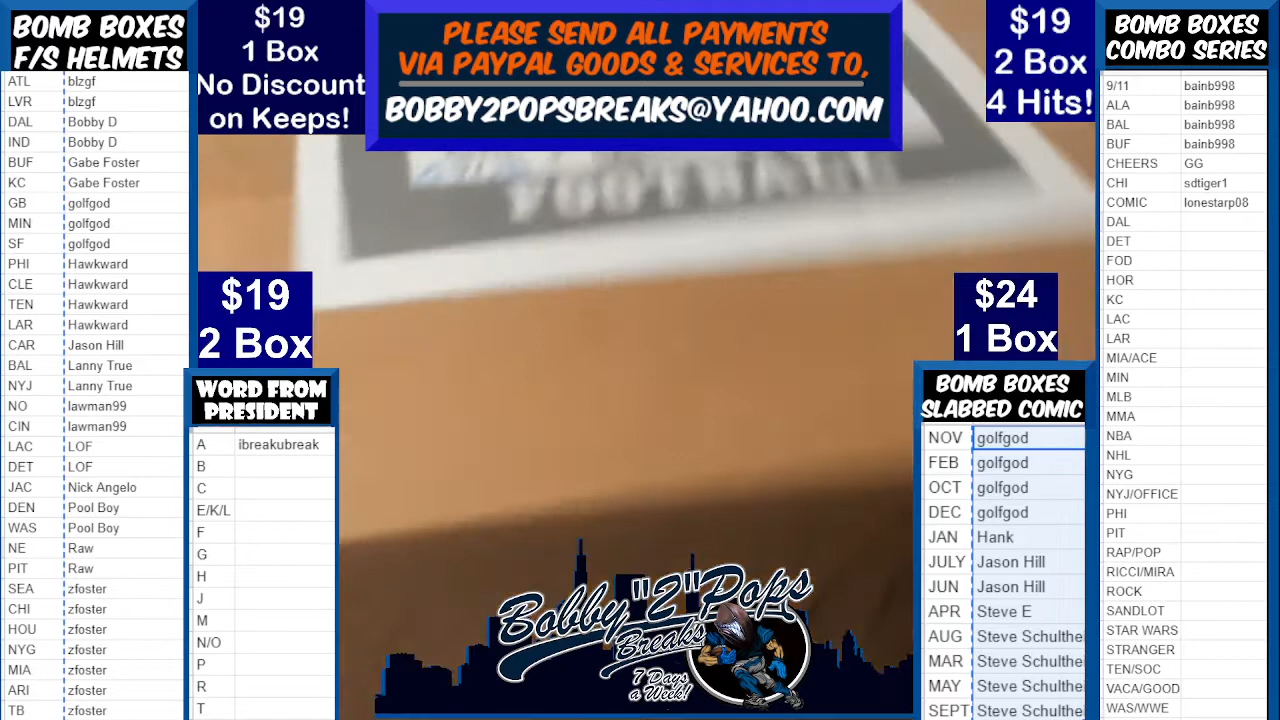 BOMB BOXES
F/S HELMETS
ATL blzgf
LVR blzgf
DAL Bobby D
IND Bobby D
BUF Gabe Foster
KC Gabe Foster
GB golfgod
MIN golfgod
SF golfgod
PHI Hawkward
CLE Hawkward
TEN Hawkward
LAR Hawkward
CAR Jason Hill
BAL Lanny True
NYJ Lanny True
NO lawman99
CIN lawman99
LAC LOF
DET LOF
JAC Nick Angelo
DEN Pool Boy
WAS Pool Boy
NE Raw
PIT Raw
SEA zfoster
CHI zfoster
HOU zfoster
NYG zfoster
MIA zfoster
ARI zfoster
TB zfoster
$19
1 Box
No Discount
on Keeps!
PLEASE SEND ALL PAYMENTS
VIA PAYPAL GOODS & SERVICES TO,
BOBBY2POPSBREAKS@YAHOO.COM
$19
2 Box
4 Hits!
FOOTBALL
$19
2 Box
WORD FROM
PRESIDENT
A ibreakubreak
B
C
E/K/L
F
G
H
J
M
N/O
P
R
T
Bobby "2" Pops
Breaks
7 Days
a Week!
$24
1 Box
BOMB BOXES
SLABBED COMIC
NOV golfgod
FEB golfgod
OCT golfgod
DEC golfgod
JAN Hank
JULY Jason Hill
JUN Jason Hill
APR Steve E
AUG Steve Schulthe
MAR Steve Schulthe
MAY Steve Schulthe
SEPT Steve Schulthe
BOMB BOXES
COMBO SERIES
9/11 bainb998
ALA bainb998
BAL bainb998
BUF bainb998
CHEERS GG
CHI sdtiger1
COMIC lonestarp08
DAL
DET
FOD
HOR
KC
LAC
LAR
MIA/ACE
MIN
MLB
MMA
NBA
NHL
NYG
NYJ/OFFICE
PHI
PIT
RAP/POP
RICCI/MIRA
ROCK
SANDLOT
STAR WARS
STRANGER
TEN/SOC
VACA/GOOD
WAS/WWE